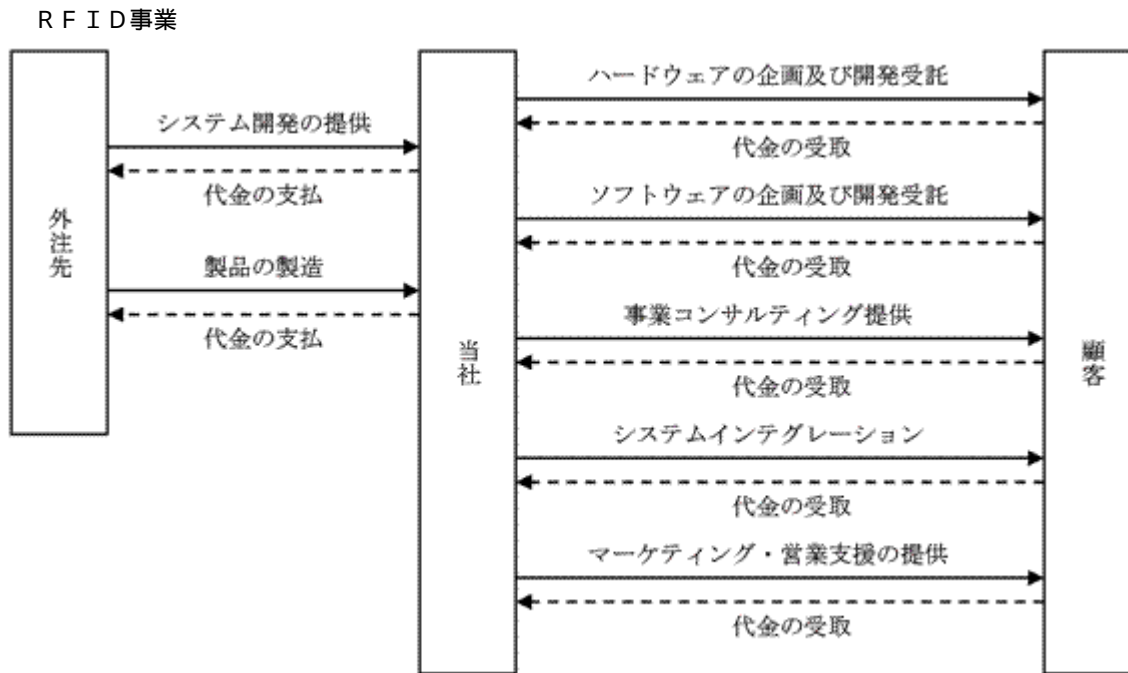 ＲＦＩＤ事業
外注先
システム開発の提供
代金の支払
製品の製造
代金の支払
当社
ハードウェアの企画及び開発受託
代金の受取
ソフトウェアの企画及び開発受託
代金の受取
事業コンサルティング提供
代金の受取
システムインテグレーション
代金の受取
マーケティング・営業支援の提供
代金の受取
顧客